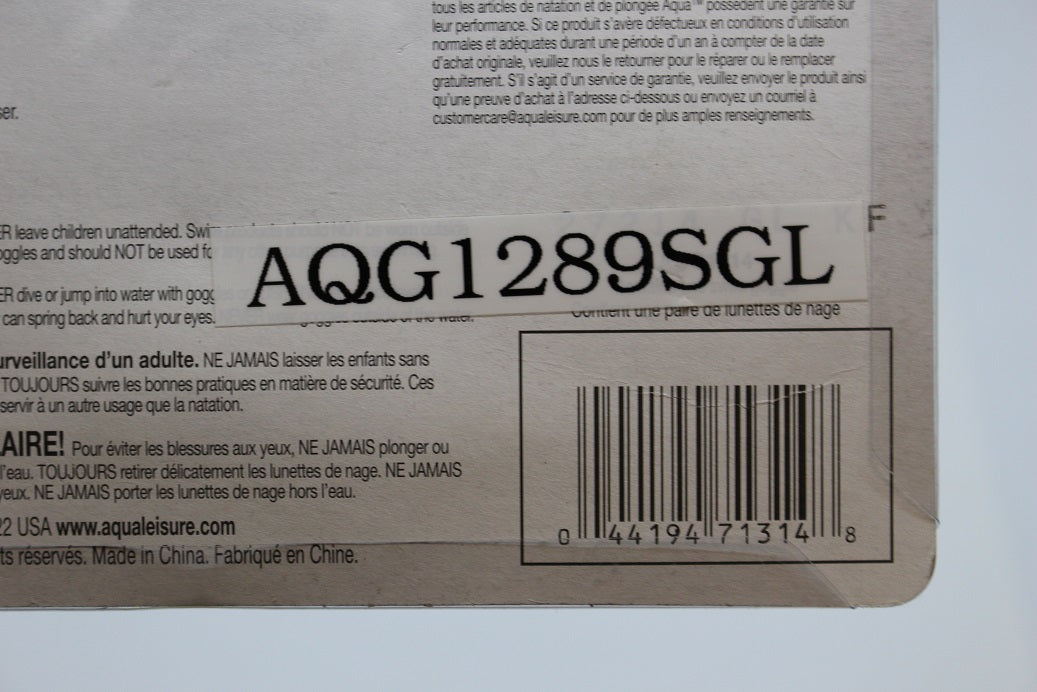 tous les articles de natation et de plongée Aqua™ possèdent une garantie sur
leur performance. Si ce produit s'avère défectueux en conditions d'utilisation
normales et adéquates durant une période d'un an à compter de la date
d'achat originale, veuillez nous le retourner pour le réparer ou le remplacer
gratuitement. S'il s'agit d'un service de garantie, veuillez envoyer le produit ainsi
qu'une preuve d'achat à l'adresse ci-dessous ou envoyez un courriel à
customercare@aqualeisure.com pour de plus amples renseignements.
ser.
ER leave children unattended. Swi
oggles and should NOT be used fo
ER dive or jump into water with gogg
can spring back and hurt your eyes.
AQG1289SGL
F
Contient une paire de lunettes de nage
urveillance d'un adulte. NE JAMAIS laisser les enfants sans
TOUJOURS suivre les bonnes pratiques en matière de sécurité. Ces
servir à un autre usage que la natation.
AIRE! Pour éviter les blessures aux yeux, NE JAMAIS plonger ou
l'eau. TOUJOURS retirer délicatement les lunettes de nage. NE JAMAIS
yeux. NE JAMAIS porter les lunettes de nage hors l'eau.
22 USA www.aqualeisure.com
ts réservés. Made in China. Fabriqué en Chine.
0 44194 71314 8